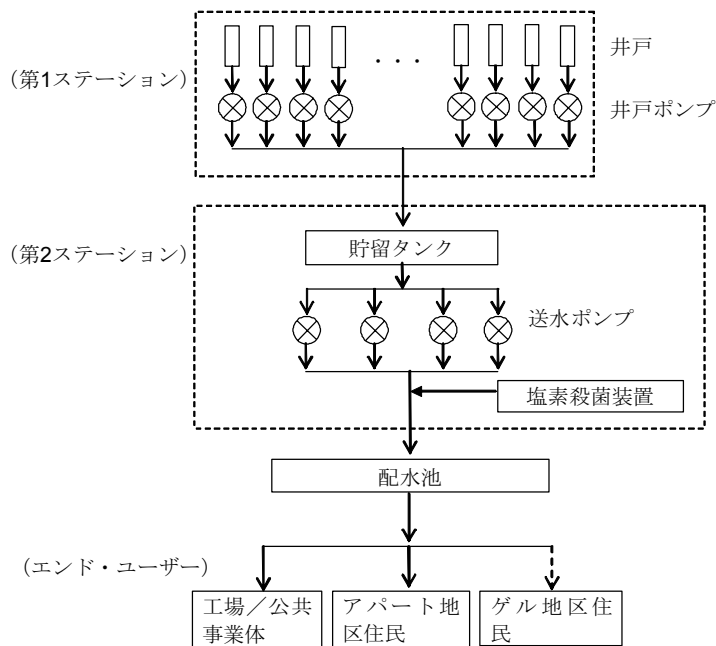 井戸
（第1ステーション）
・・・
井戸ポンプ
（第2ステーション）
貯留タンク
送水ポンプ
塩素殺菌装置
配水池
（エンド・ユーザー）
工場／公共
事業体
アパート地
区住民
ゲル地区住
民